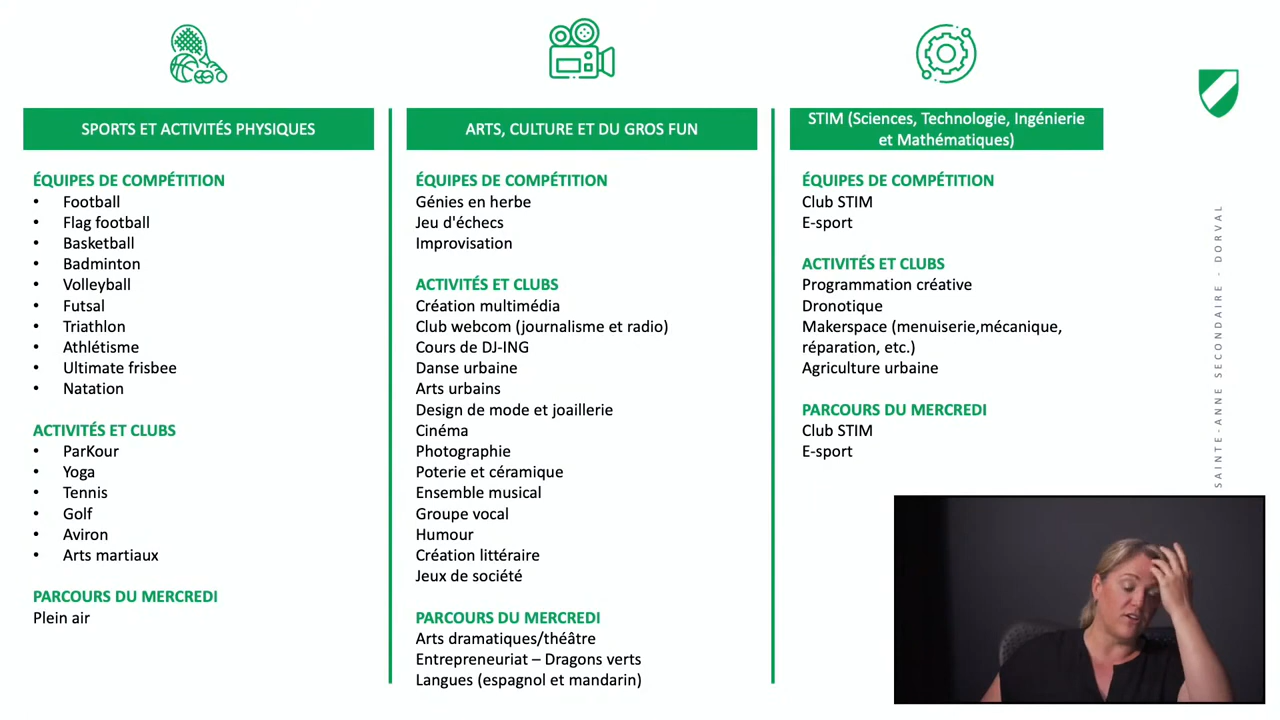 SPORTS ET ACTIVITÉS PHYSIQUES
ÉQUIPES DE COMPÉTITION
• Football
• Flag football
• Basketball
• Badminton
• Volleyball
• Futsal
• Triathlon
• Athlétisme
• Ultimate frisbee
• Natation
ACTIVITÉS ET CLUBS
• ParKour
• Yoga
• Tennis
• Golf
• Aviron
• Arts martiaux
PARCOURS DU MERCREDI
Plein air
ARTS, CULTURE ET DU GROS FUN
ÉQUIPES DE COMPÉTITION
Génies en herbe
Jeu d'échecs
Improvisation
ACTIVITÉS ET CLUBS
Création multimédia
Club webcom (journalisme et radio)
Cours de DJ-ING
Danse urbaine
Arts urbains
Design de mode et joaillerie
Cinéma
Photographie
Poterie et céramique
Ensemble musical
Groupe vocal
Humour
Création littéraire
Jeux de société
PARCOURS DU MERCREDI
Arts dramatiques/théâtre
Entrepreneuriat – Dragons verts
Langues (espagnol et mandarin)
STIM (Sciences, Technologie, Ingénierie
et Mathématiques)
ÉQUIPES DE COMPÉTITION
Club STIM
E-sport
ACTIVITÉS ET CLUBS
Programmation créative
Dronotique
Makerspace (menuiserie,mécanique,
réparation, etc.)
Agriculture urbaine
PARCOURS DU MERCREDI
Club STIM
E-sport
SAINTE-ANNE SECONDAIRE - DORVAL